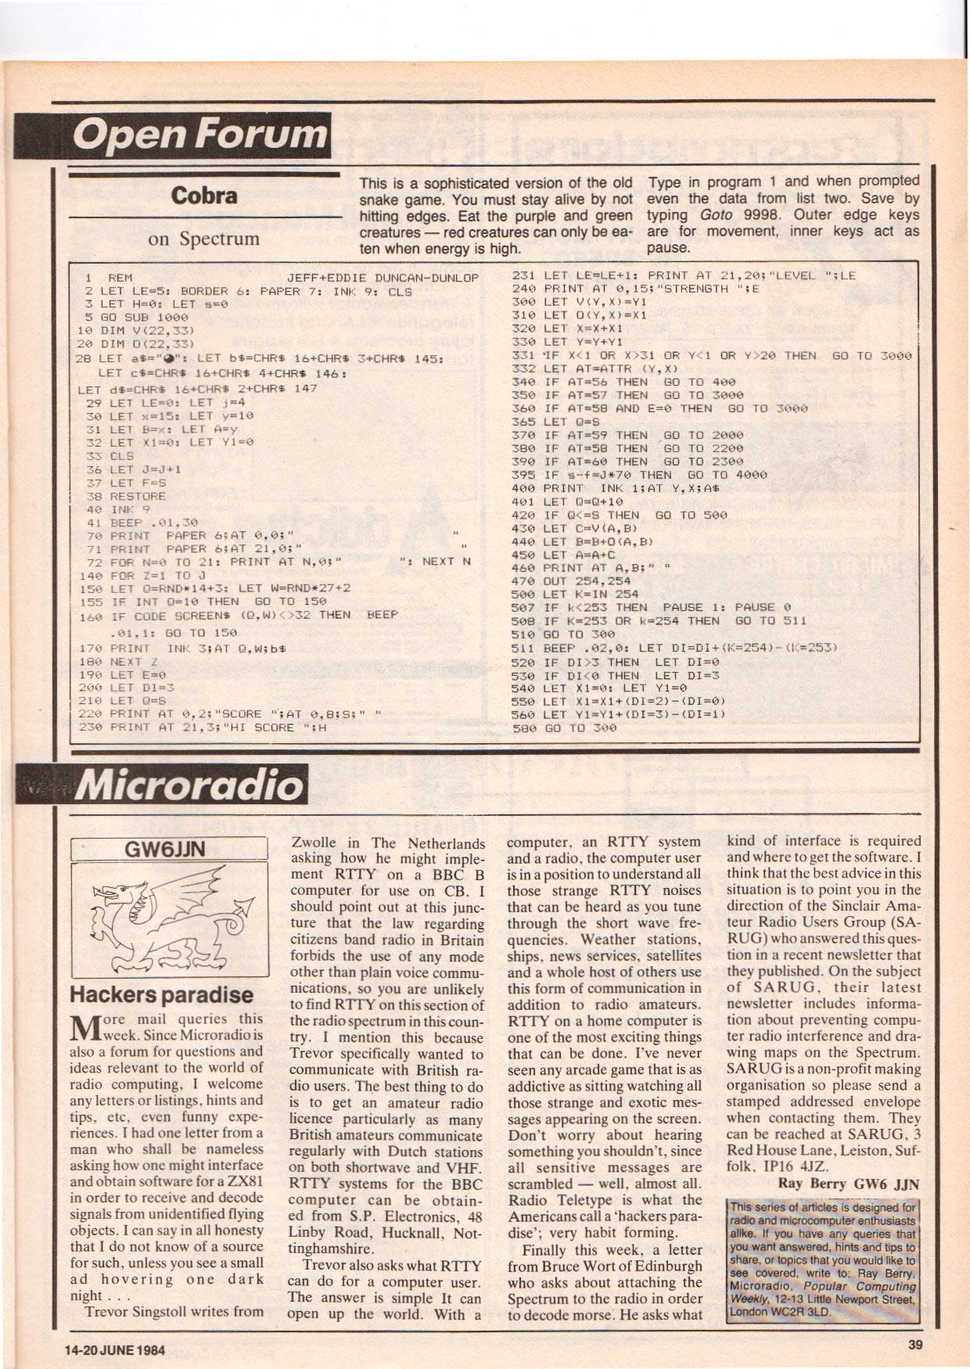 Open Forum
Cobra
on Spectrum
This is a sophisticated version of the old
snake game. You must stay alive by not
hitting edges. Eat the purple and green
creatures — red creatures can only be ea-
ten when energy is high.
Type in program 1 and when prompted
even the data from list two. Save by
typing Goto 9998. Outer edge keys
are for movement, inner keys act as
pause.
1 REM JEFF+EDDIE DUNCAN-DUNLOP
2 LET LE=5: BORDER 6: PAPER 7: INK 9: CLS
3 LET H=0: LET s=0
5 GO SUB 1000
10 DIM V(22,33)
20 DIM O(22,33)
28 LET a$="": LET b$=CHR$ 16+CHR$ 3+CHR$ 145:
LET c$=CHR$ 16+CHR$ 4+CHR$ 146:
LET d$=CHR$ 16+CHR$ 2+CHR$ 147
29 LET LE=0: LET j=4
30 LET x=15: LET y=10
31 LET B=x: LET A=y
32 LET X1=0: LET Y1=0
33 CLS
36 LET J=J+1
37 LET F=S
38 RESTORE
40 INK 9
41 BEEP .01,30
70 PRINT PAPER 6;AT 0,0;" "
71 PRINT PAPER 6;AT 21,0;" "
72 FOR N=0 TO 21: PRINT AT N,0;" ": NEXT N
140 FOR Z=1 TO J
150 LET Q=RND*14+3: LET W=RND*27+2
155 IF INT Q=10 THEN GO TO 150
160 IF CODE SCREEN$ (Q,W)<>32 THEN BEEP
.01,1: GO TO 150
170 PRINT INK 3;AT Q,W;b$
180 NEXT Z
190 LET E=0
200 LET DI=3
210 LET Q=S
220 PRINT AT 0,2;"SCORE ";AT 0,8;S;" "
230 PRINT AT 21,3;"HI SCORE ";H
231 LET LE=LE+1: PRINT AT 21,20;"LEVEL ";LE
240 PRINT AT 0,15;"STRENGTH ";E
300 LET V(Y,X)=Y1
310 LET O(Y,X)=X1
320 LET X=X+X1
330 LET Y=Y+Y1
331 IF X<1 OR X>31 OR Y<1 OR Y>20 THEN GO TO 3000
332 LET AT=ATTR (Y,X)
340 IF AT=56 THEN GO TO 400
350 IF AT=57 THEN GO TO 3000
360 IF AT=58 AND E=0 THEN GO TO 3000
365 LET Q=S
370 IF AT=59 THEN GO TO 2000
380 IF AT=58 THEN GO TO 2200
390 IF AT=60 THEN GO TO 2300
395 IF s-f=J*70 THEN GO TO 4000
400 PRINT INK 1;AT Y,X;A$
401 LET Q=Q+10
420 IF Q<=S THEN GO TO 500
430 LET C=V(A,B)
440 LET B=B+O(A,B)
450 LET A=A+C
460 PRINT AT A,B;" "
470 OUT 254,254
500 LET K=IN 254
507 IF k<253 THEN PAUSE 1: PAUSE 0
508 IF K=253 OR k=254 THEN GO TO 511
510 GO TO 300
511 BEEP .02,0: LET DI=DI+(K=254)-(K=253)
520 IF DI>3 THEN LET DI=0
530 IF DI<0 THEN LET DI=3
540 LET X1=0: LET Y1=0
550 LET X1=X1+(DI=2)-(DI=0)
560 LET Y1=Y1+(DI=3)-(DI=1)
580 GO TO 300
Microradio
GW6JJN
Hackers paradise
More mail queries this
week. Since Microradio is
also a forum for questions and
ideas relevant to the world of
radio computing, I welcome
any letters or listings, hints and
tips, etc, even funny expe-
riences. I had one letter from a
man who shall be nameless
asking how one might interface
and obtain software for a ZX81
in order to receive and decode
signals from unidentified flying
objects. I can say in all honesty
that I do not know of a source
for such, unless you see a small
ad hovering one dark
night . . .
Trevor Singstoll writes from
Zwolle in The Netherlands
asking how he might imple-
ment RTTY on a BBC B
computer for use on CB. I
should point out at this junc-
ture that the law regarding
citizens band radio in Britain
forbids the use of any mode
other than plain voice commu-
nications, so you are unlikely
to find RTTY on this section of
the radio spectrum in this coun-
try. I mention this because
Trevor specifically wanted to
communicate with British ra-
dio users. The best thing to do
is to get an amateur radio
licence particularly as many
British amateurs communicate
regularly with Dutch stations
on both shortwave and VHF.
RTTY systems for the BBC
computer can be obtain-
ed from S.P. Electronics, 48
Linby Road, Hucknall, Not-
tinghamshire.
Trevor also asks what RTTY
can do for a computer user.
The answer is simple It can
open up the world. With a
computer, an RTTY system
and a radio, the computer user
is in a position to understand all
those strange RTTY noises
that can be heard as you tune
through the short wave fre-
quencies. Weather stations,
ships, news services, satellites
and a whole host of others use
this form of communication in
addition to radio amateurs.
RTTY on a home computer is
one of the most exciting things
that can be done. I've never
seen any arcade game that is as
addictive as sitting watching all
those strange and exotic mes-
sages appearing on the screen.
Don't worry about hearing
something you shouldn't, since
all sensitive messages are
scrambled — well, almost all.
Radio Teletype is what the
Americans call a 'hackers para-
dise'; very habit forming.
Finally this week, a letter
from Bruce Wort of Edinburgh
who asks about attaching the
Spectrum to the radio in order
to decode morse. He asks what
kind of interface is required
and where to get the software. I
think that the best advice in this
situation is to point you in the
direction of the Sinclair Ama-
teur Radio Users Group (SA-
RUG) who answered this ques-
tion in a recent newsletter that
they published. On the subject
of SARUG, their latest
newsletter includes informa-
tion about preventing compu-
ter radio interference and dra-
wing maps on the Spectrum.
SARUG is a non-profit making
organisation so please send a
stamped addressed envelope
when contacting them. They
can be reached at SARUG, 3
Red House Lane, Leiston, Suf-
folk, IP16 4JZ.
Ray Berry GW6 JJN
This series of articles is designed for
radio and microcomputer enthusiasts
alike. If you have any queries that
you want answered, hints and tips to
share, or topics that you would like to
see covered, write to: Ray Berry,
Microradio, Popular Computing
Weekly, 12-13 Little Newport Street,
London WC2R 3LD.
14-20 JUNE 1984
39